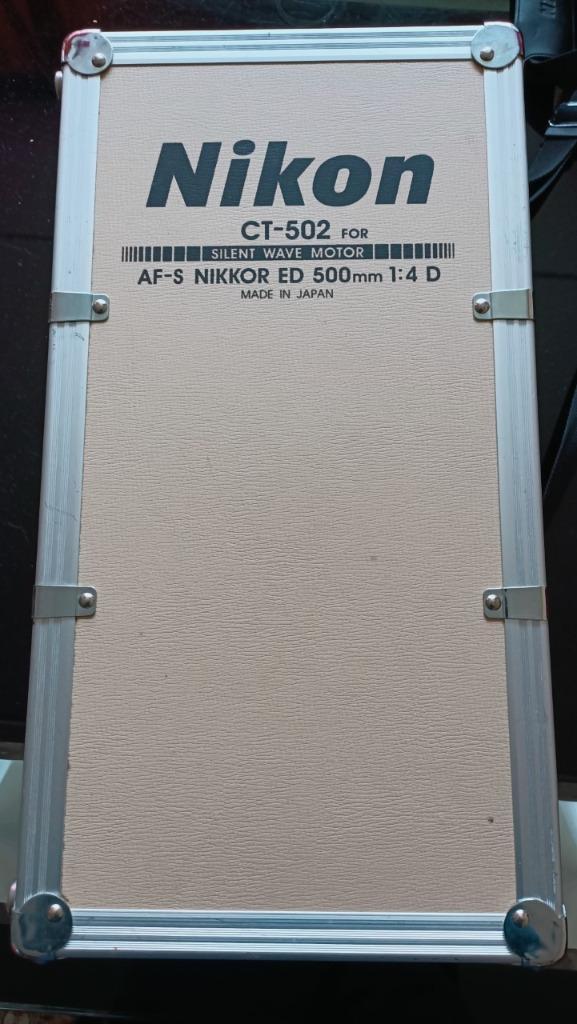 Nikon
CT-502 FOR
SILENT WAVE MOTOR
AF-S NIKKOR ED 500mm 1:4 D
MADE IN JAPAN